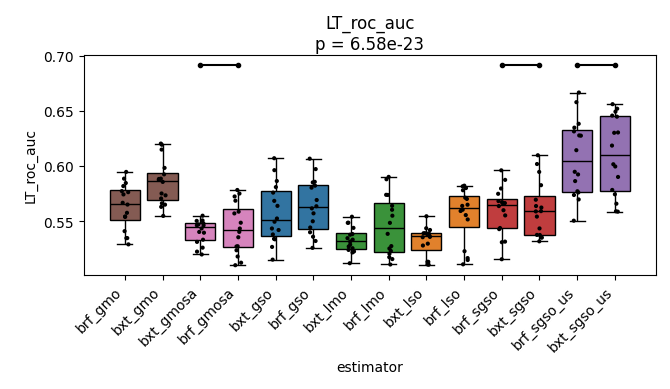 LT_roc_auc
p = 6.58e-23
LT_roc_auc
0.70
0.65
0.60
0.55
brf_gmo
bxt_gmo
bxt_gmosa
brf_gmosa
bxt_gso
brf_gso
bxt_lmo
brf_lmo
bxt_lso
brf_lso
brf_sgso
bxt_sgso
brf_sgso_us
bxt_sgso_us
estimator